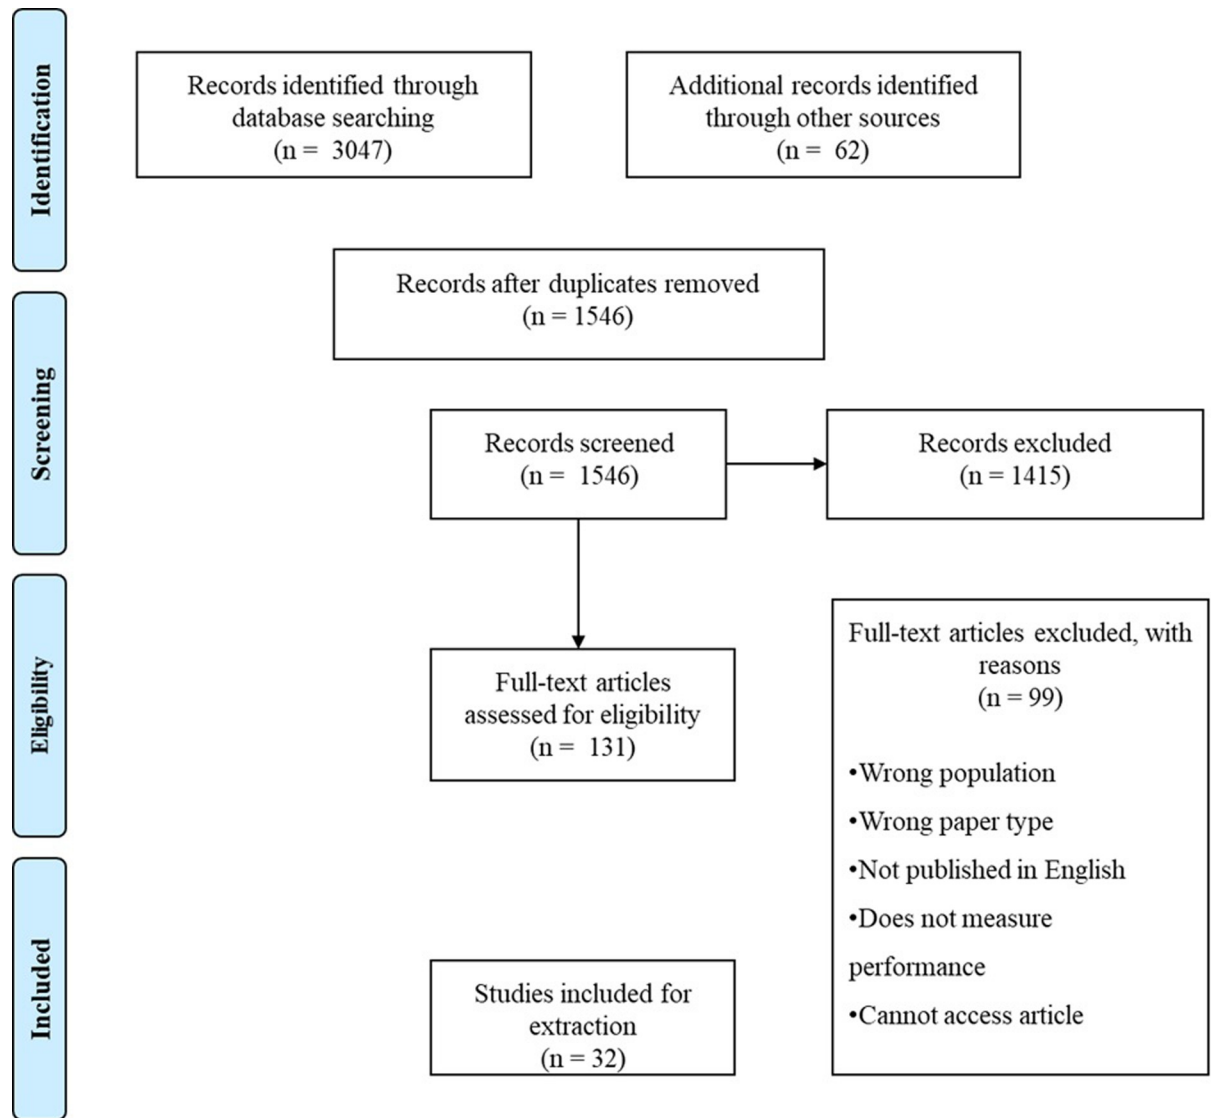 Identification
Records identified through
database searching
(n =  3047)
Additional records identified
through other sources
(n =  62)
Records after duplicates removed
(n = 1546)
Screening
Records screened
(n =  1546)
Records excluded
(n = 1415)
Eligibility
Full-text articles
assessed for eligibility
(n =  131)
Full-text articles excluded, with
reasons
(n = 99)
•Wrong population
•Wrong paper type
•Not published in English
•Does not measure
performance
•Cannot access article
Included
Studies included for
extraction
(n = 32)